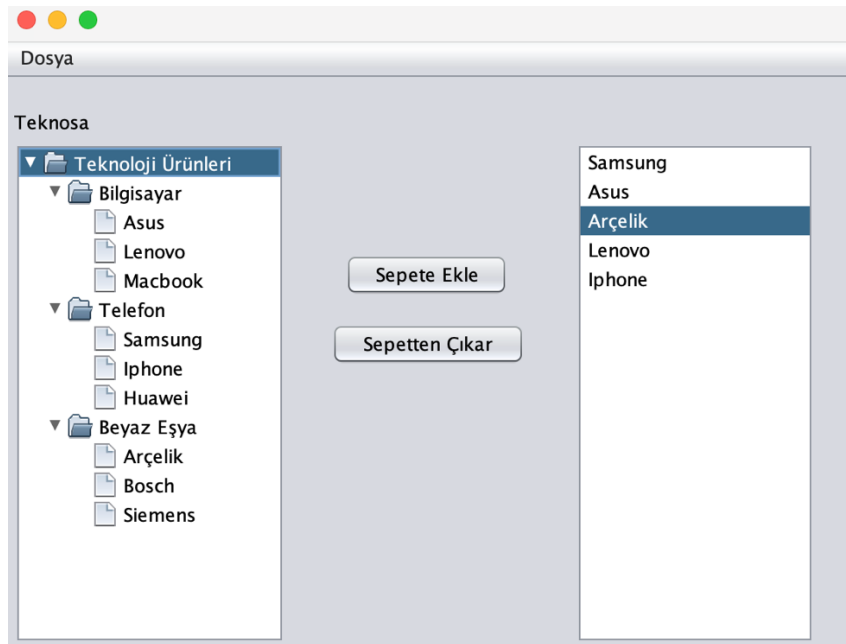 Dosya
Teknosa
Teknoloji Ürünleri
Bilgisayar
Asus
Lenovo
Macbook
Telefon
Samsung
Iphone
Huawei
Beyaz Eşya
Arçelik
Bosch
Siemens
Sepete Ekle
Sepetten Çıkar
Samsung
Asus
Arçelik
Lenovo
Iphone